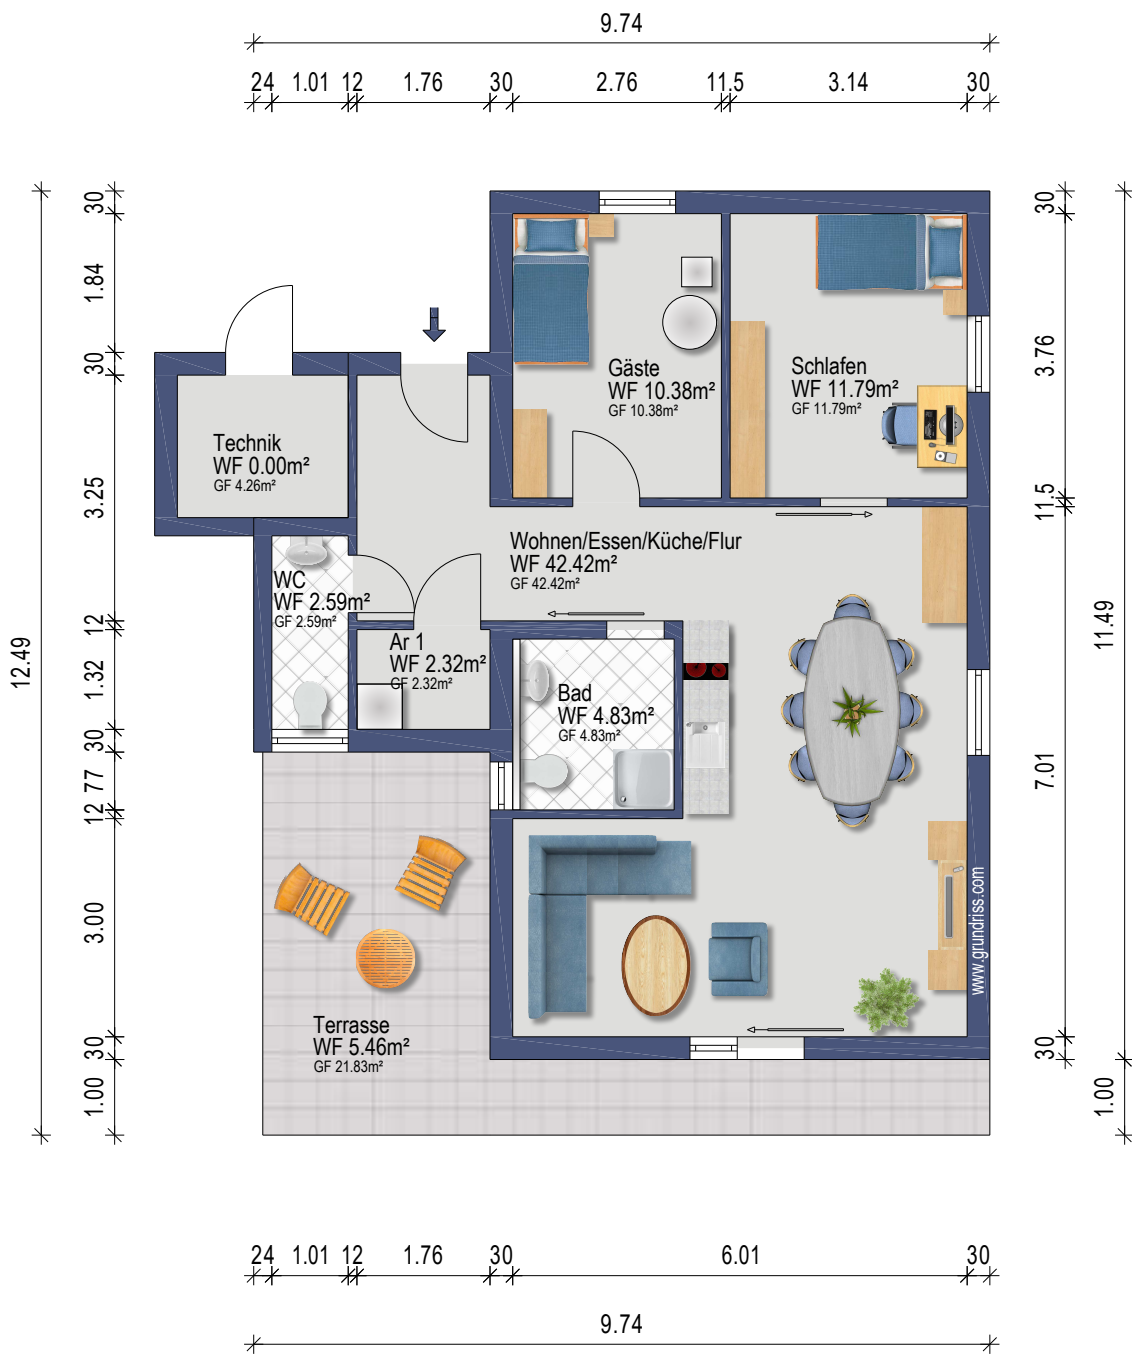 9.74
24 1.01 12 1.76 30 2.76 11.5 3.14 30
30
1.84
30
3.25
12
1.32
30
77
12
3.00
30
1.00
12.49
30
3.76
11.5
7.01
30
11.49
1.00
Gäste
WF 10.38m²
GF 10.38m²
Schlafen
WF 11.79m²
GF 11.79m²
Technik
WF 0.00m²
GF 4.26m²
Wohnen/Essen/Küche/Flur
WF 42.42m²
GF 42.42m²
WC
WF 2.59m²
GF 2.59m²
Ar 1
WF 2.32m²
GF 2.32m²
Bad
WF 4.83m²
GF 4.83m²
www.grundriss.com
Terrasse
WF 5.46m²
GF 21.83m²
24 1.01 12 1.76 30 6.01 30
9.74